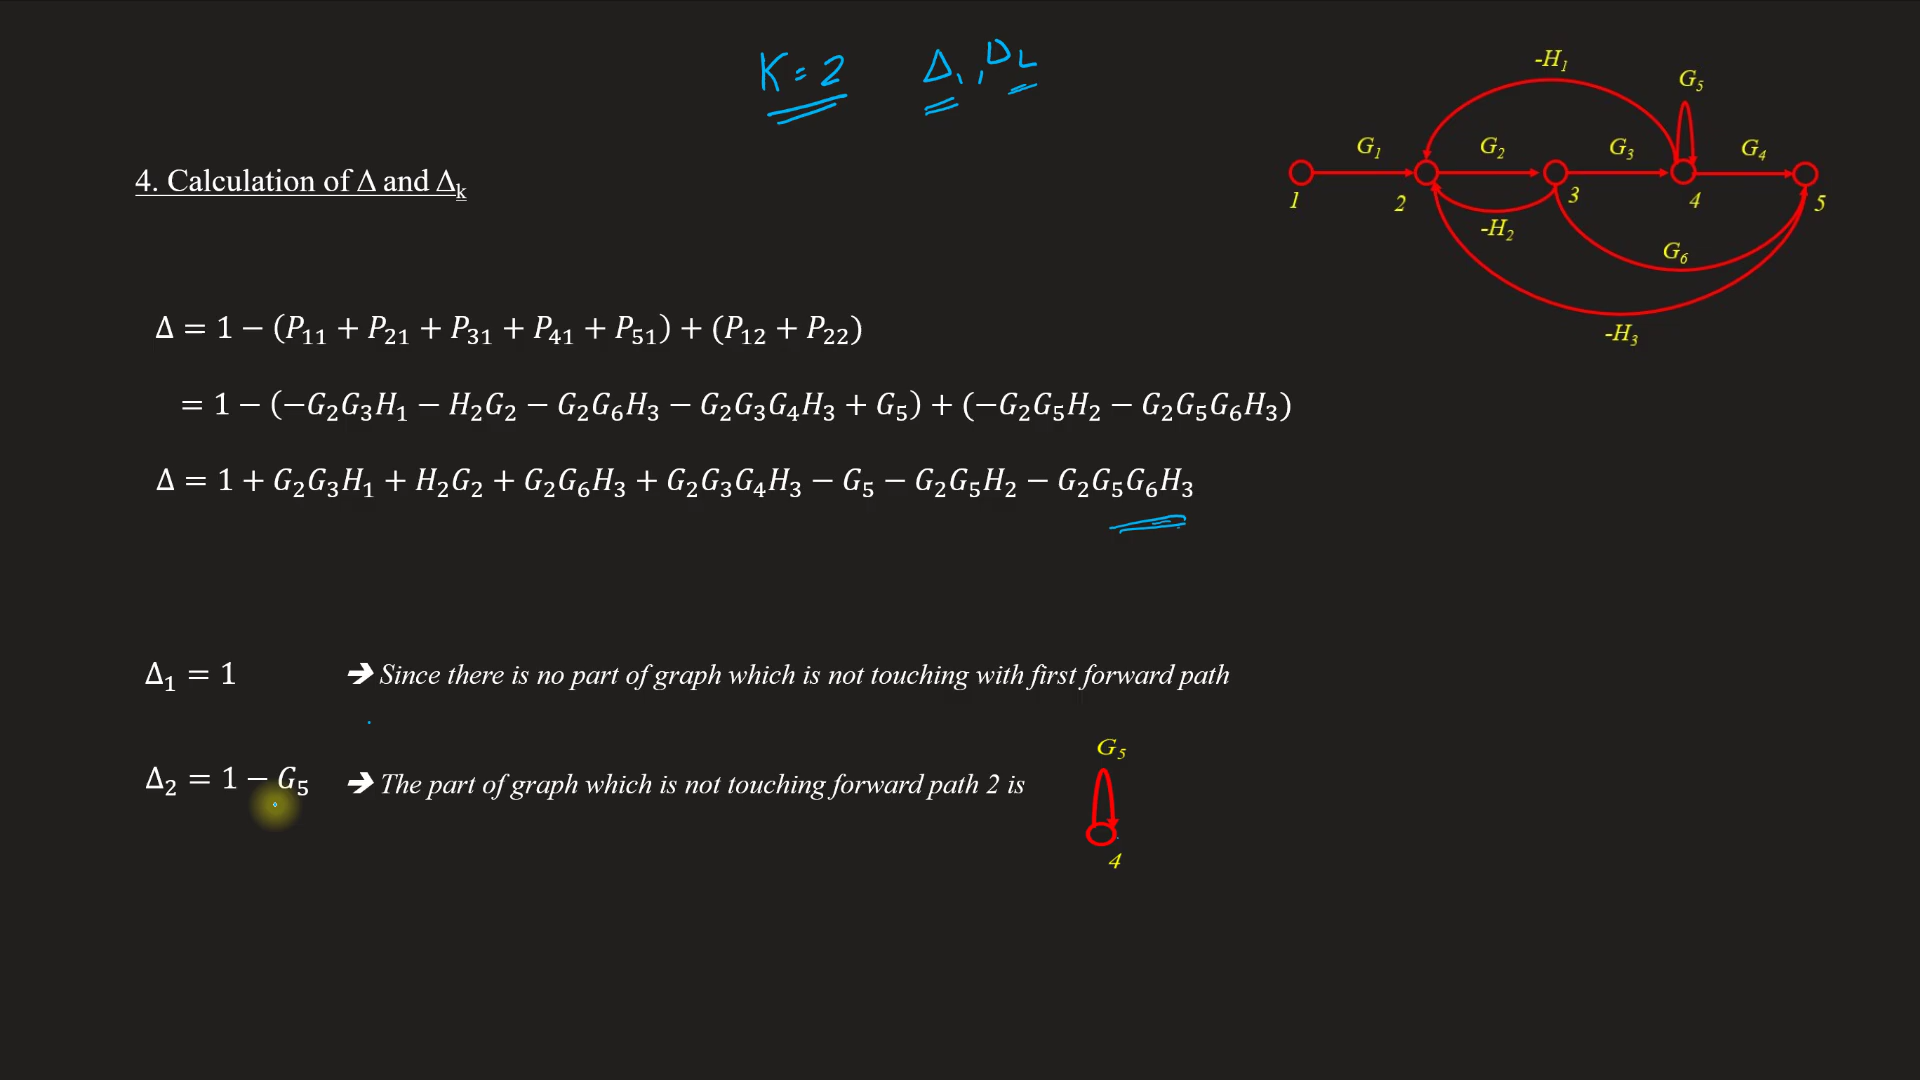 K=2 Δ₁, Δ₂
4. Calculation of Δ and Δₖ
Δ = 1 − (P₁₁ + P₂₁ + P₃₁ + P₄₁ + P₅₁) + (P₁₂ + P₂₂)
= 1 − (−G₂G₃H₁ − H₂G₂ − G₂G₆H₃ − G₂G₃G₄H₃ + G₅) + (−G₂G₅H₂ − G₂G₅G₆H₃)
Δ = 1 + G₂G₃H₁ + H₂G₂ + G₂G₆H₃ + G₂G₃G₄H₃ − G₅ − G₂G₅H₂ − G₂G₅G₆H₃
Δ₁ = 1 ➔ Since there is no part of graph which is not touching with first forward path
Δ₂ = 1 − G₅ ➔ The part of graph which is not touching forward path 2 is
G₅
4
-H₁
G₅
G₁ G₂ G₃ G₄
1 2 3 4 5
-H₂
G₆
-H₃